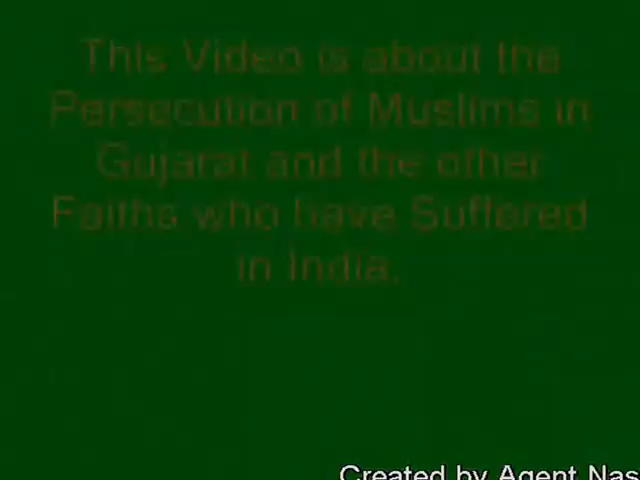 This Video is about the
Persecution of Muslims in
Gujarat and the other
Faiths who have Suffered
in India.
Created by Agent Nas